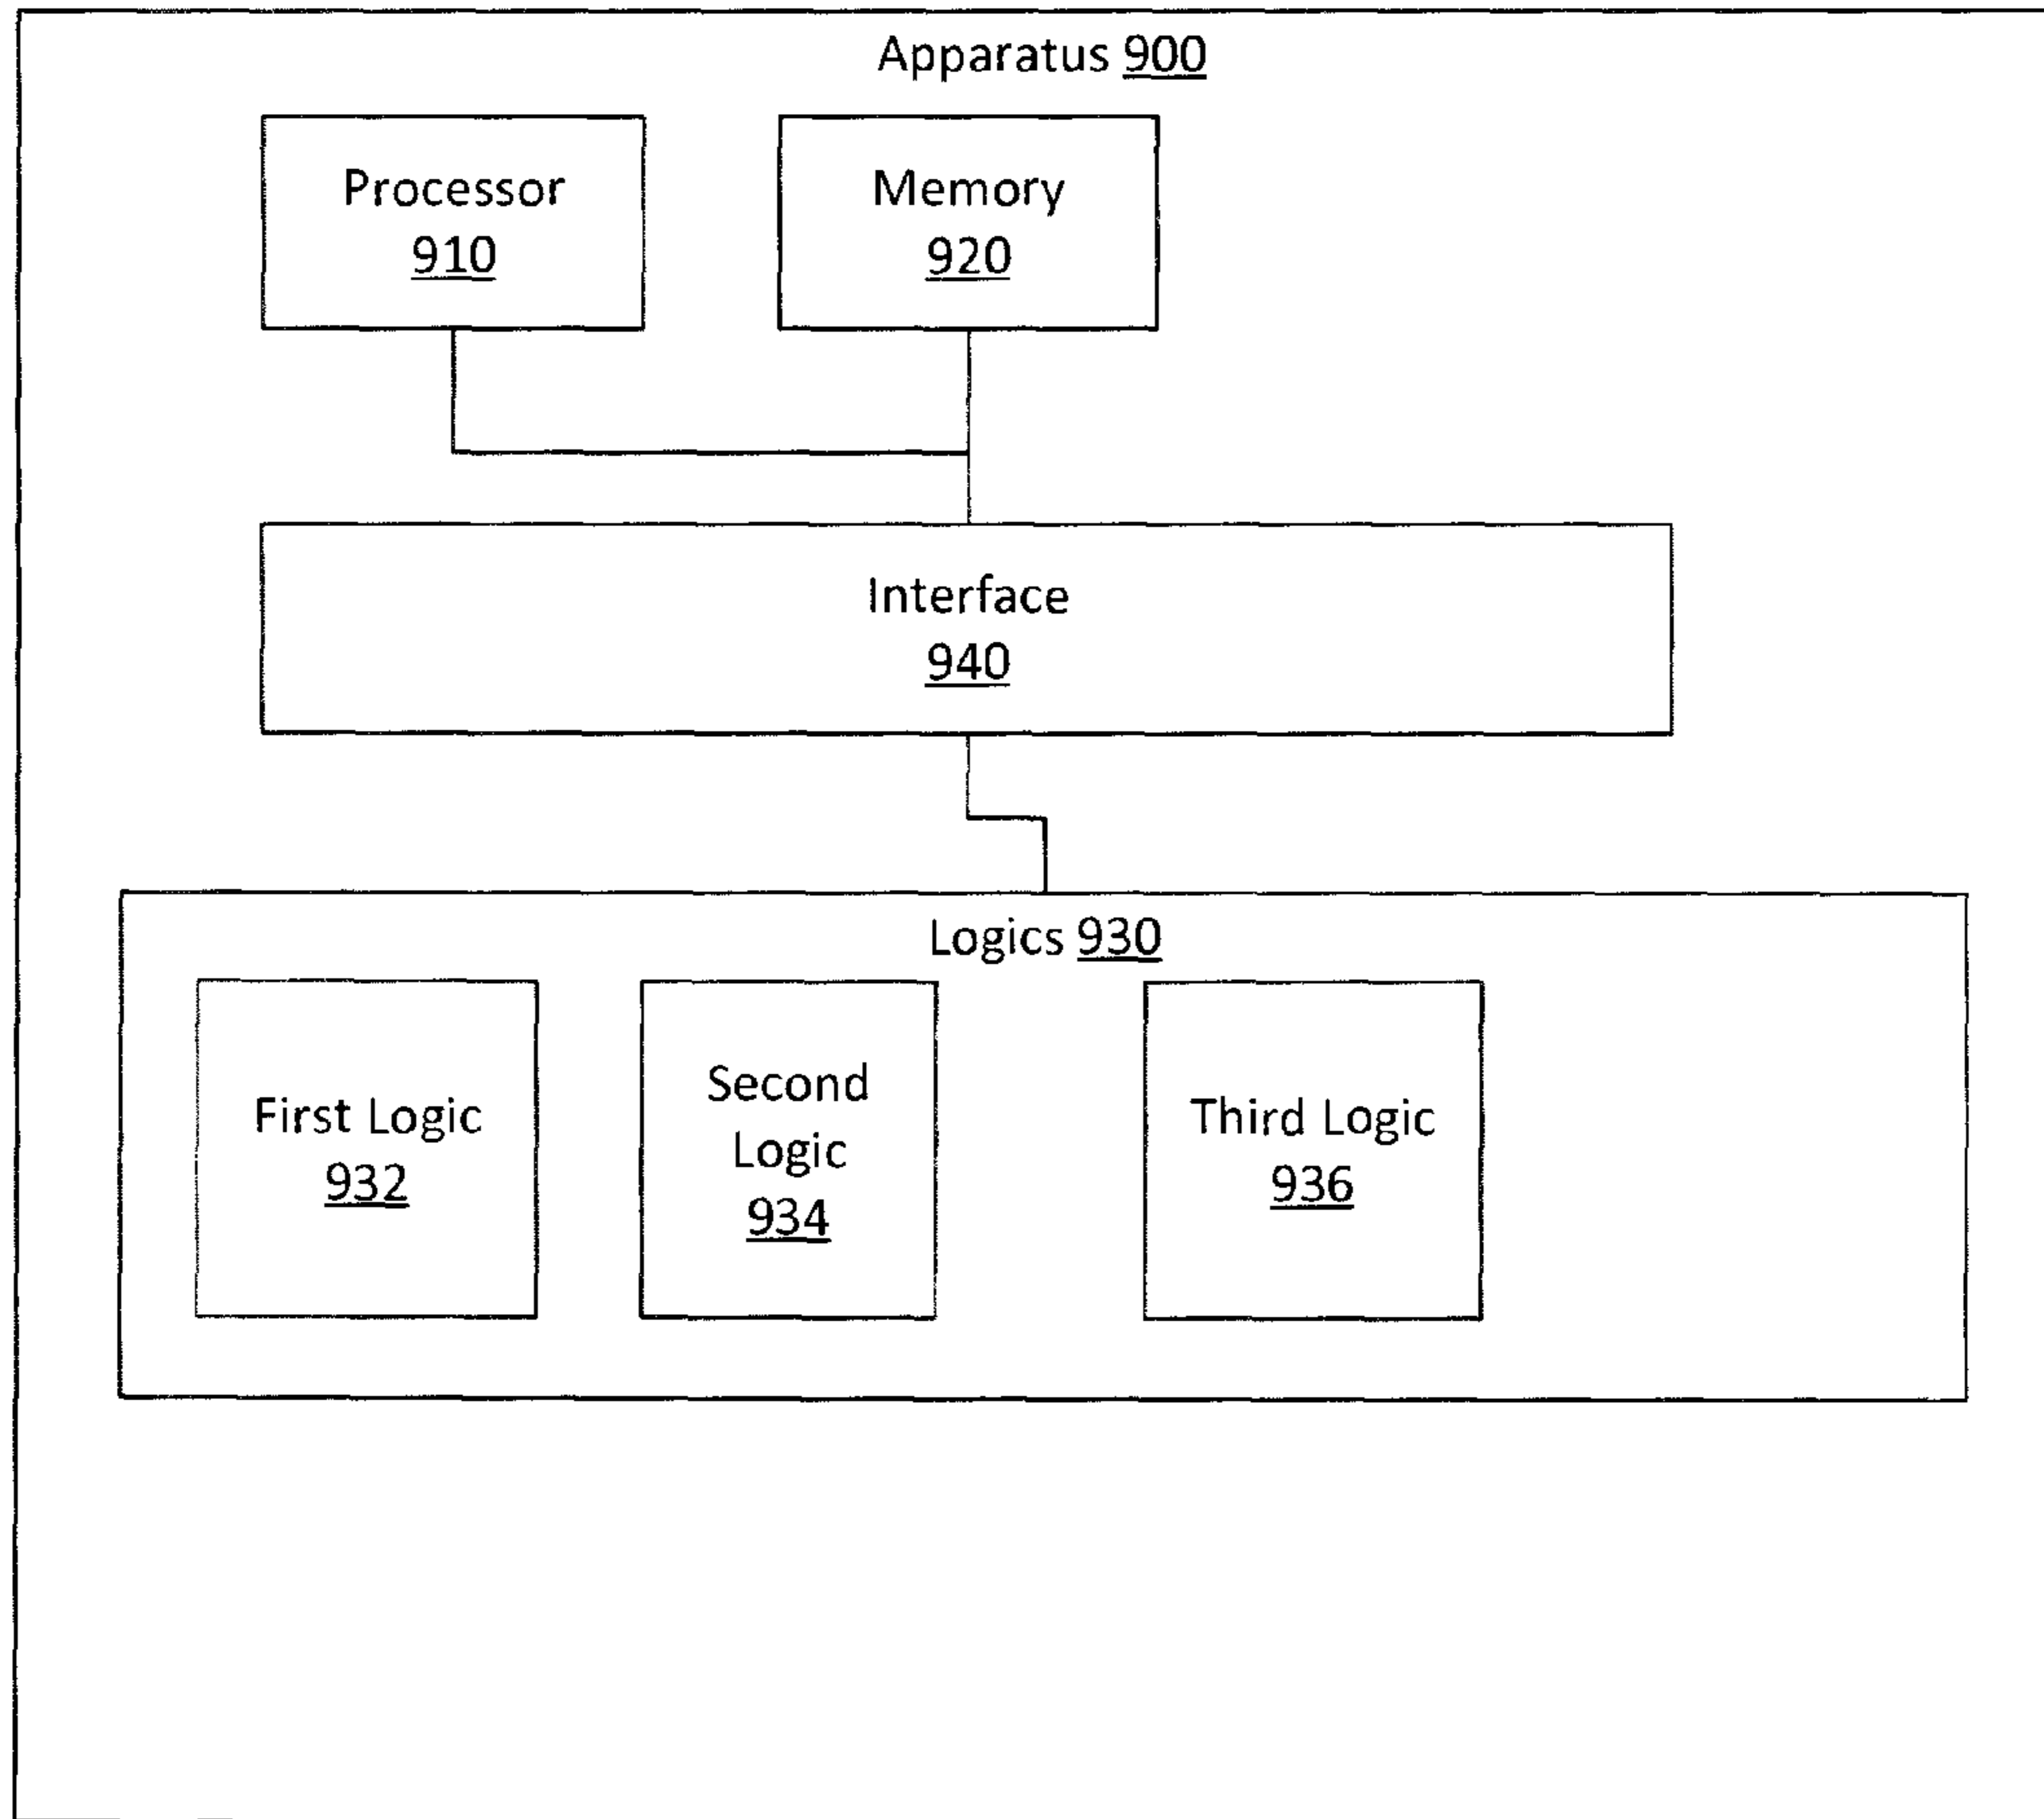 Apparatus 900
Processor
910
Memory
920
Interface
940
Logics 930
First Logic
932
Second
Logic
934
Third Logic
936